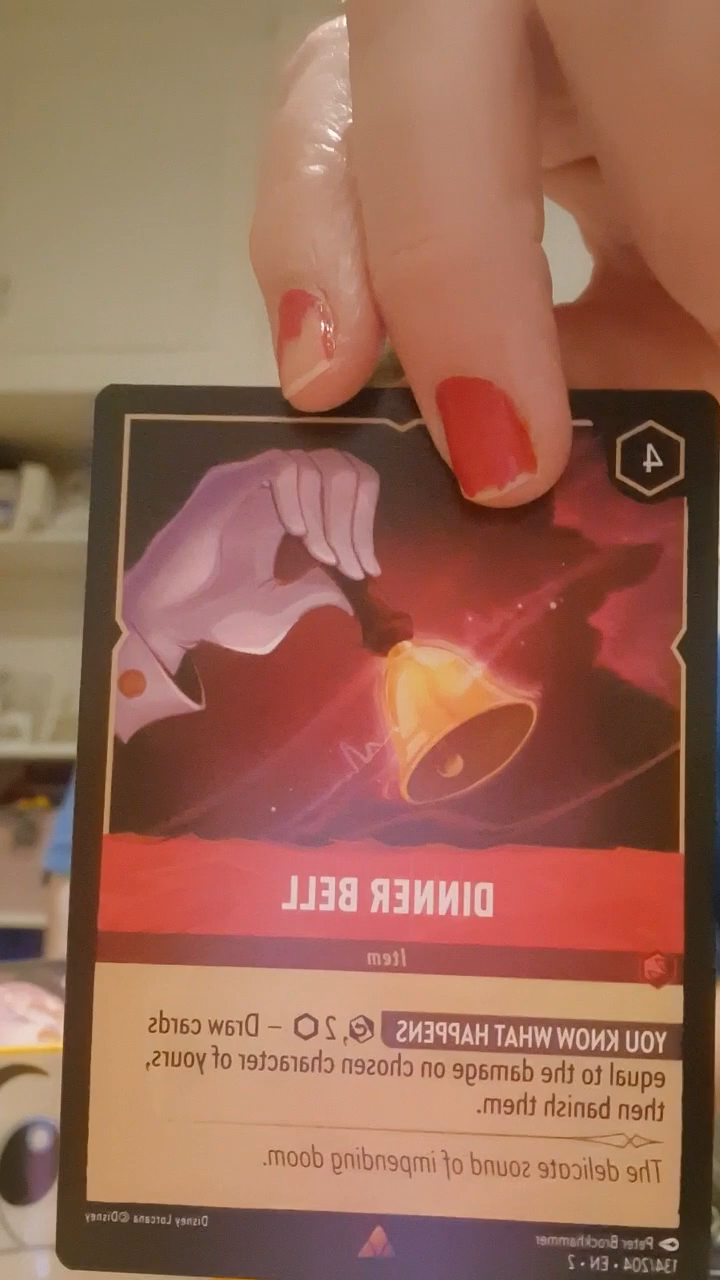 4
DINNER BELL
Item
YOU KNOW WHAT HAPPENS , 2 – Draw cards
equal to the damage on chosen character of yours,
then banish them.
The delicate sound of impending doom.
Peter Brockhammer
134/204 • EN • 2
Disney Lorcana ©Disney